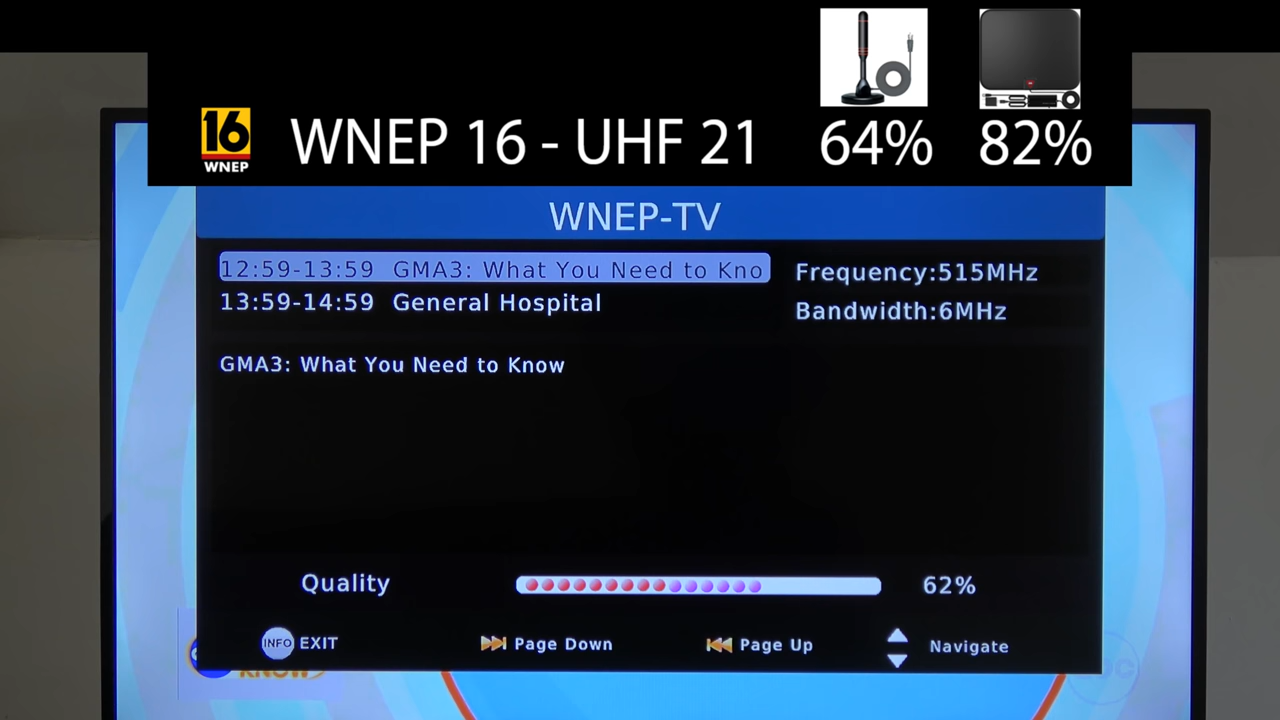 16
WNEP
WNEP 16 - UHF 21
64%
82%
WNEP-TV
12:59-13:59 GMA3: What You Need to Kno
13:59-14:59 General Hospital
Frequency:515MHz
Bandwidth:6MHz
GMA3: What You Need to Know
Quality
62%
INFO EXIT
Page Down
Page Up
Navigate
KNOW